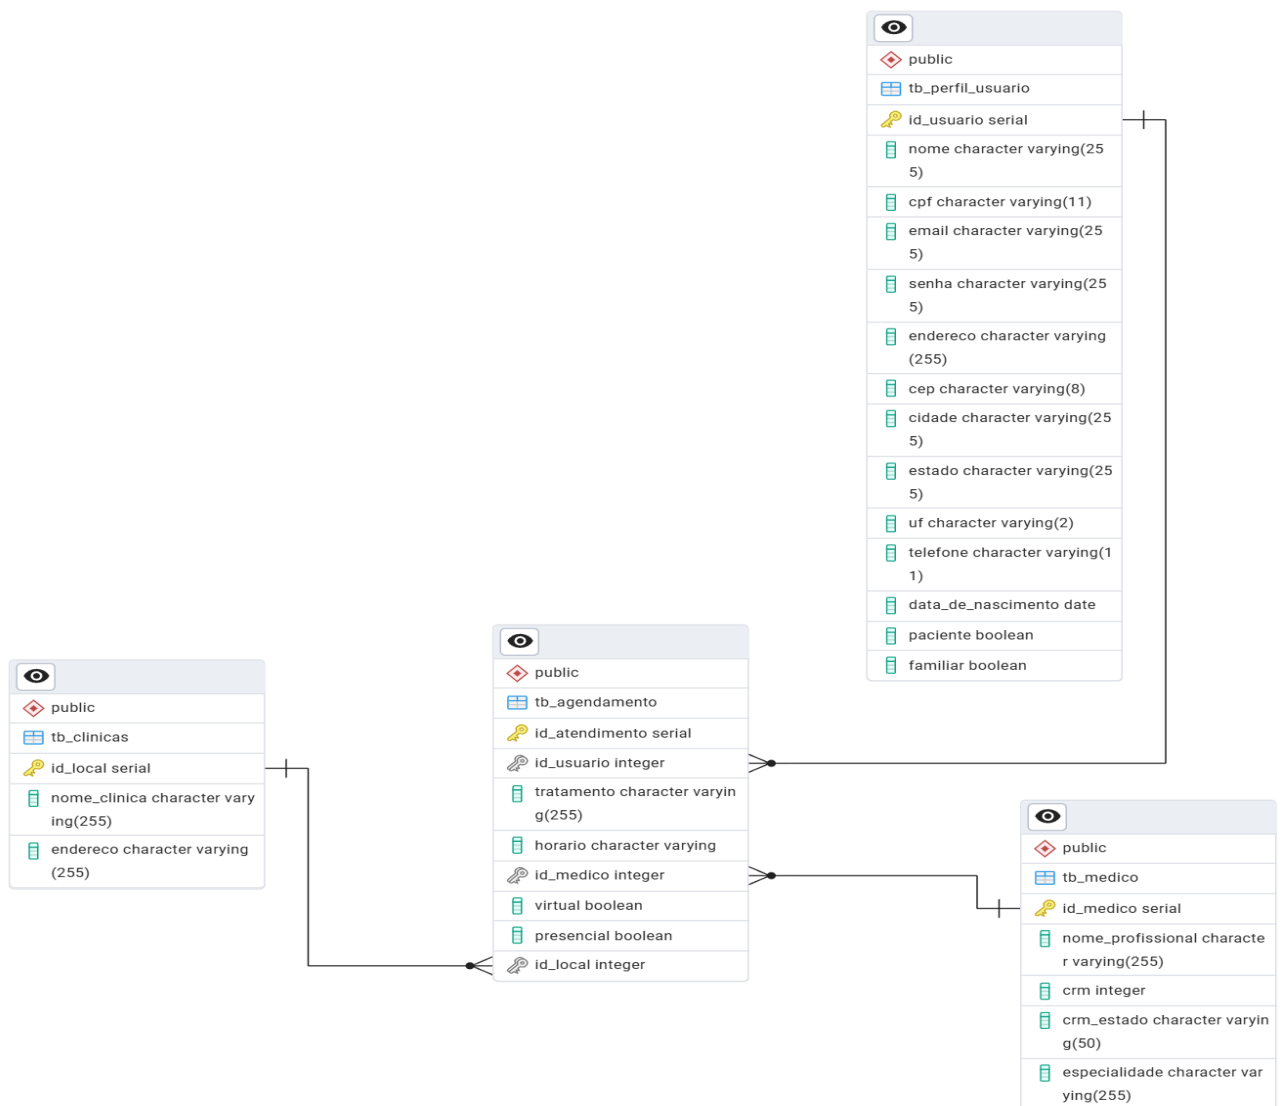 public
tb_perfil_usuario
id_usuario serial
nome character varying(25
5)
cpf character varying(11)
email character varying(25
5)
senha character varying(25
5)
endereco character varying
(255)
cep character varying(8)
cidade character varying(25
5)
estado character varying(25
5)
uf character varying(2)
telefone character varying(1
1)
data_de_nascimento date
paciente boolean
familiar boolean
public
tb_clinicas
id_local serial
nome_clinica character vary
ing(255)
endereco character varying
(255)
public
tb_agendamento
id_atendimento serial
id_usuario integer
tratamento character varyin
g(255)
horario character varying
id_medico integer
virtual boolean
presencial boolean
id_local integer
public
tb_medico
id_medico serial
nome_profissional characte
r varying(255)
crm integer
crm_estado character varyin
g(50)
especialidade character var
ying(255)